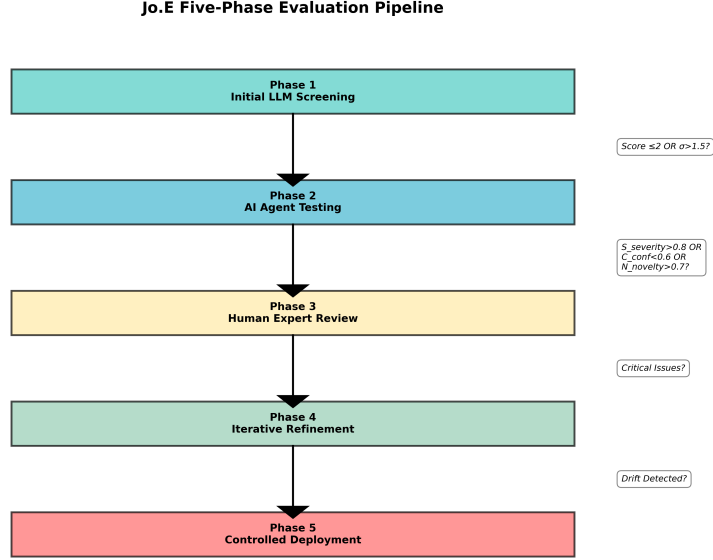 Jo.E Five-Phase Evaluation Pipeline
Phase 1
Initial LLM Screening
Score ≤2 OR σ>1.5?
Phase 2
AI Agent Testing
S_severity>0.8 OR
C_conf<0.6 OR
N_novelty>0.7?
Phase 3
Human Expert Review
Critical Issues?
Phase 4
Iterative Refinement
Drift Detected?
Phase 5
Controlled Deployment